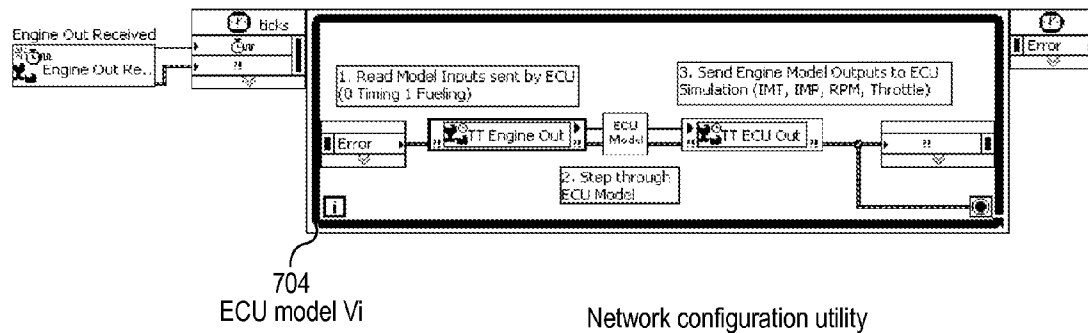 Engine Out Received
Engine Out Re..
ticks
Error
1. Read Model Inputs sent by ECU
(0 Timing 1 Fueling)
3. Send Engine Model Outputs to ECU
Simulation (IMT, IMP, RPM, Throttle)
Error
TT Engine Out
ECU
Model
TT ECU Out
2. Step through
ECU Model
i
704
ECU model Vi
Network configuration utility